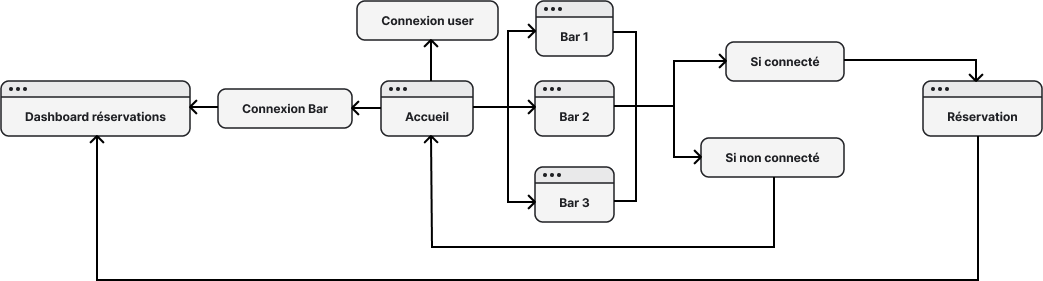 Connexion user
Bar 1
Si connecté
Dashboard réservations
Connexion Bar
Accueil
Bar 2
Réservation
Si non connecté
Bar 3